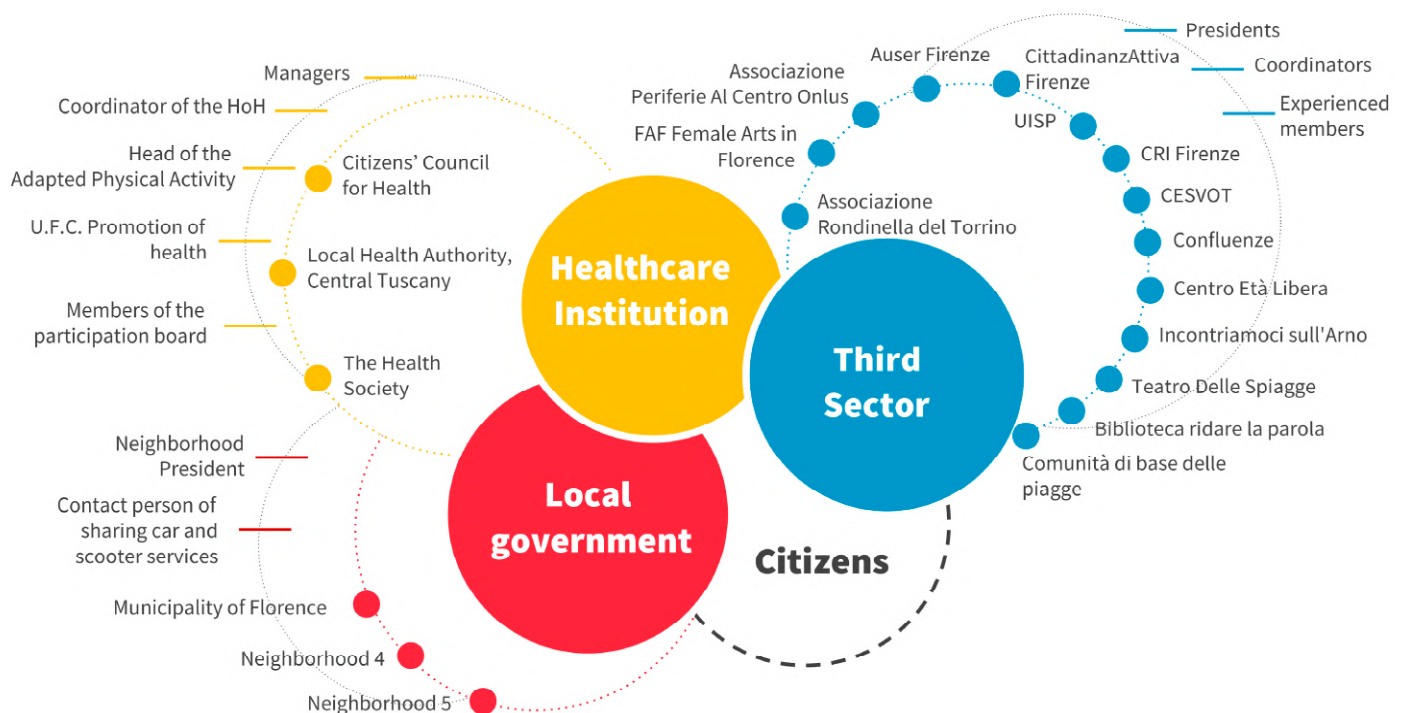 Managers
Coordinator of the HoH
Head of the
Adapted Physical Activity
U.F.C. Promotion of
health
Members of the
participation board
Citizens’ Council
for Health
Local Health Authority,
Central Tuscany
The Health
Society
Healthcare
Institution
Neighborhood
President
Contact person of
sharing car and
scooter services
Municipality of Florence
Neighborhood 4
Neighborhood 5
Local
government
Citizens
Third
Sector
Associazione
Rondinella del Torrino
FAF Female Arts in
Florence
Associazione
Periferie Al Centro Onlus
Auser Firenze
CittadinanzAttiva
Firenze
UISP
CRI Firenze
CESVOT
Confluenze
Centro Età Libera
Incontriamoci sull'Arno
Teatro Delle Spiagge
Biblioteca ridare la parola
Comunità di base delle
piagge
Presidents
Coordinators
Experienced
members